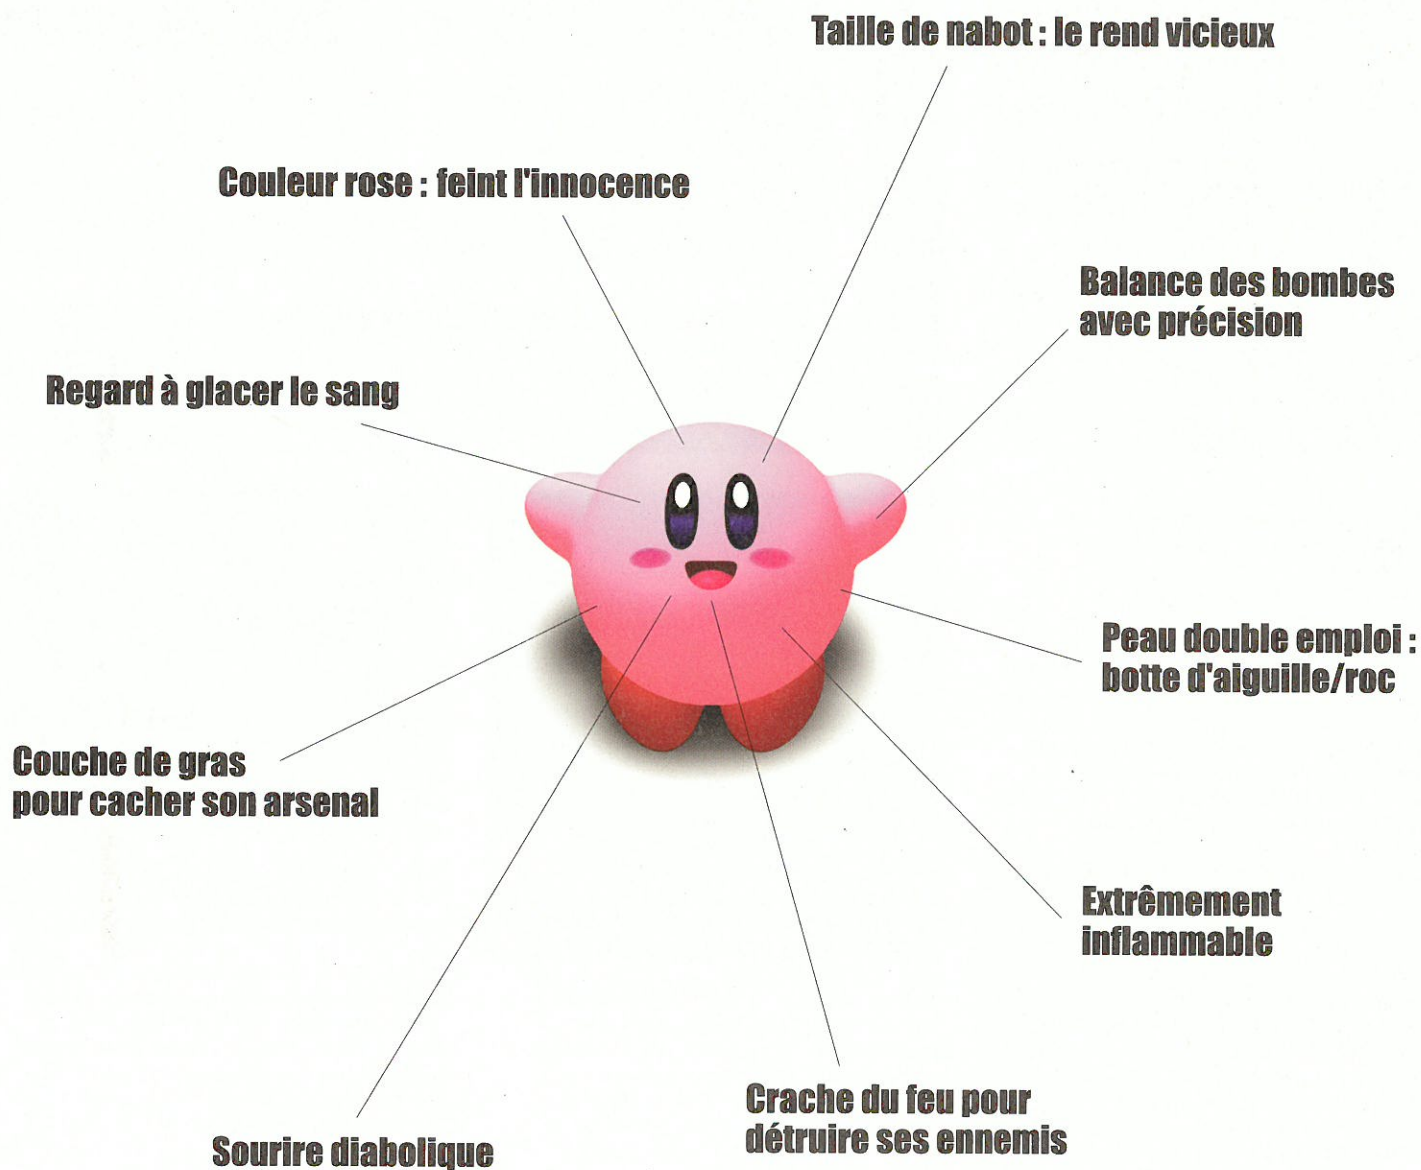 Taille de nabot : le rend vicieux
Couleur rose : feint l'innocence
Balance des bombes
avec précision
Regard à glacer le sang
Peau double emploi :
botte d'aiguille/roc
Couche de gras
pour cacher son arsenal
Extrêmement
inflammable
Crache du feu pour
détruire ses ennemis
Sourire diabolique